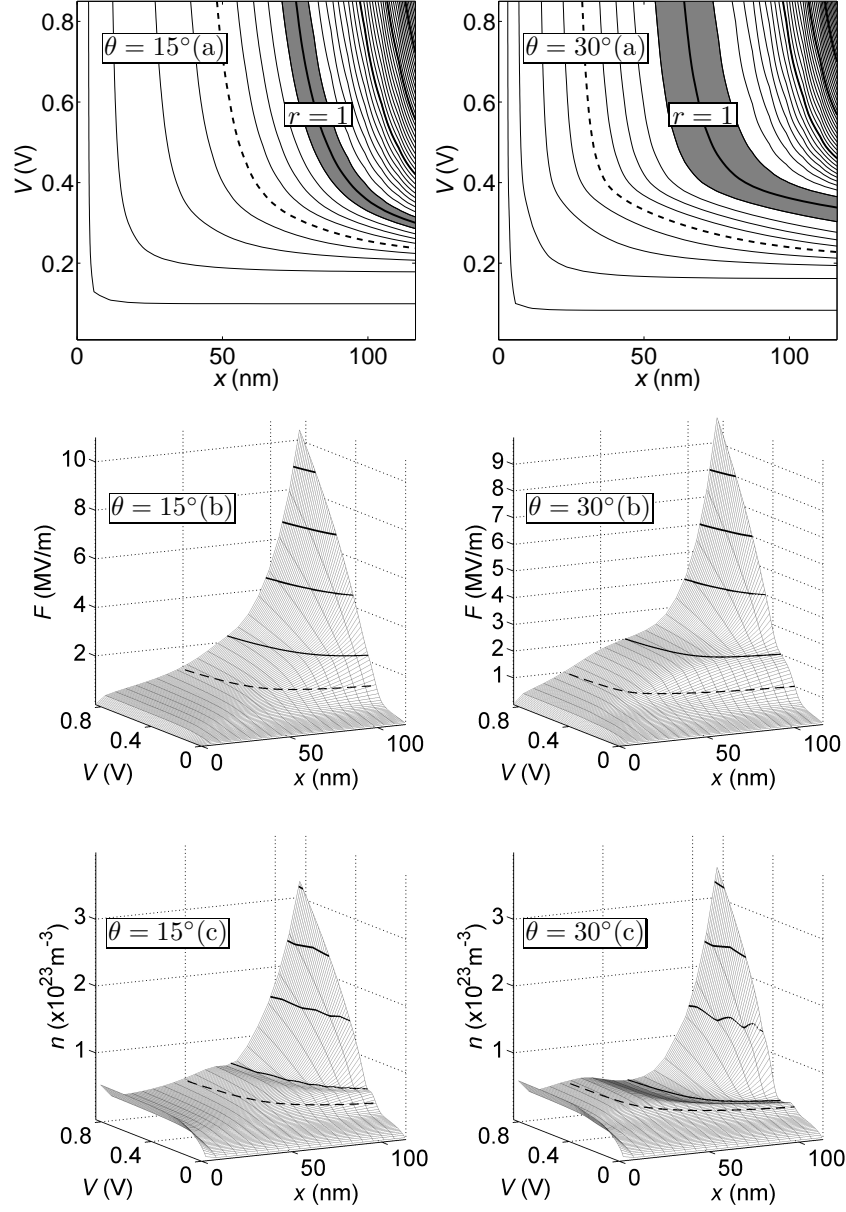 θ = 15°(a)
r = 1
V (V)
0.8
0.6
0.4
0.2
0
50
100
x (nm)
θ = 30°(a)
r = 1
V (V)
0.8
0.6
0.4
0.2
0
50
100
x (nm)
θ = 15°(b)
F (MV/m)
10
8
6
4
2
0.8
0.4
0
V (V)
0
50
100
x (nm)
θ = 30°(b)
F (MV/m)
9
8
7
6
5
4
3
2
1
0.8
0.4
0
V (V)
0
50
100
x (nm)
θ = 15°(c)
n (x10²³m⁻³)
3
2
1
0.8
0.4
0
V (V)
0
50
100
x (nm)
θ = 30°(c)
n (x10²³m⁻³)
3
2
1
0.8
0.4
0
V (V)
0
50
100
x (nm)